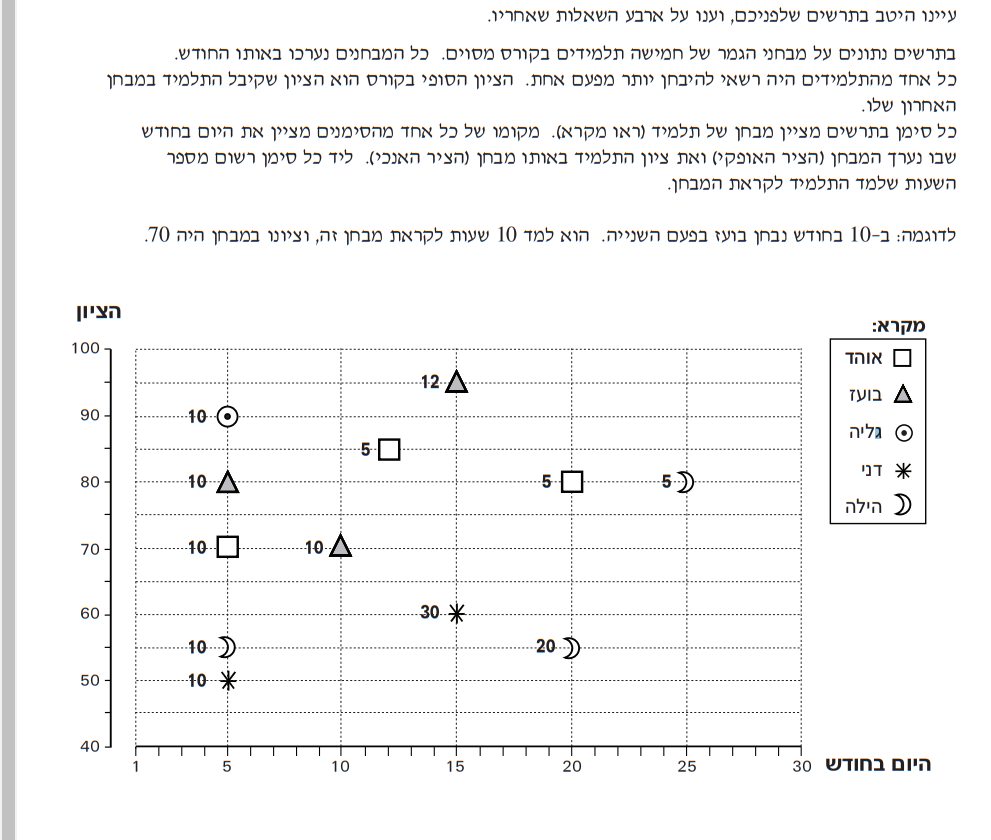 עיינו היטב בתרשים שלפניכם, וענו על ארבע השאלות שאחריו.
בתרשים נתונים על מבחני הגמר של חמישה תלמידים בקורס מסוים. כל המבחנים נערכו באותו החודש.
כל אחד מהתלמידים היה רשאי להיבחן יותר מפעם אחת. הציון הסופי בקורס הוא הציון שקיבל התלמיד במבחן
האחרון שלו.
כל סימן בתרשים מציין מבחן של תלמיד (ראו מקרא). מקומו של כל אחד מהסימנים מציין את היום בחודש
שבו נערך המבחן (הציר האופקי) ואת ציון התלמיד באותו מבחן (הציר האנכי). ליד כל סימן רשום מספר
השעות שלמד התלמיד לקראת המבחן.
לדוגמה: ב-10 בחודש נבחן בועז בפעם השנייה. הוא למד 10 שעות לקראת מבחן זה, וציונו במבחן היה 70.
הציון
מקרא:
אוהד
בועז
גליה
דני
הילה
100
12
90
10
5
80
10
5
5
70
10
10
60
30
10
20
50
10
40
1
5
10
15
20
25
30
היום בחודש